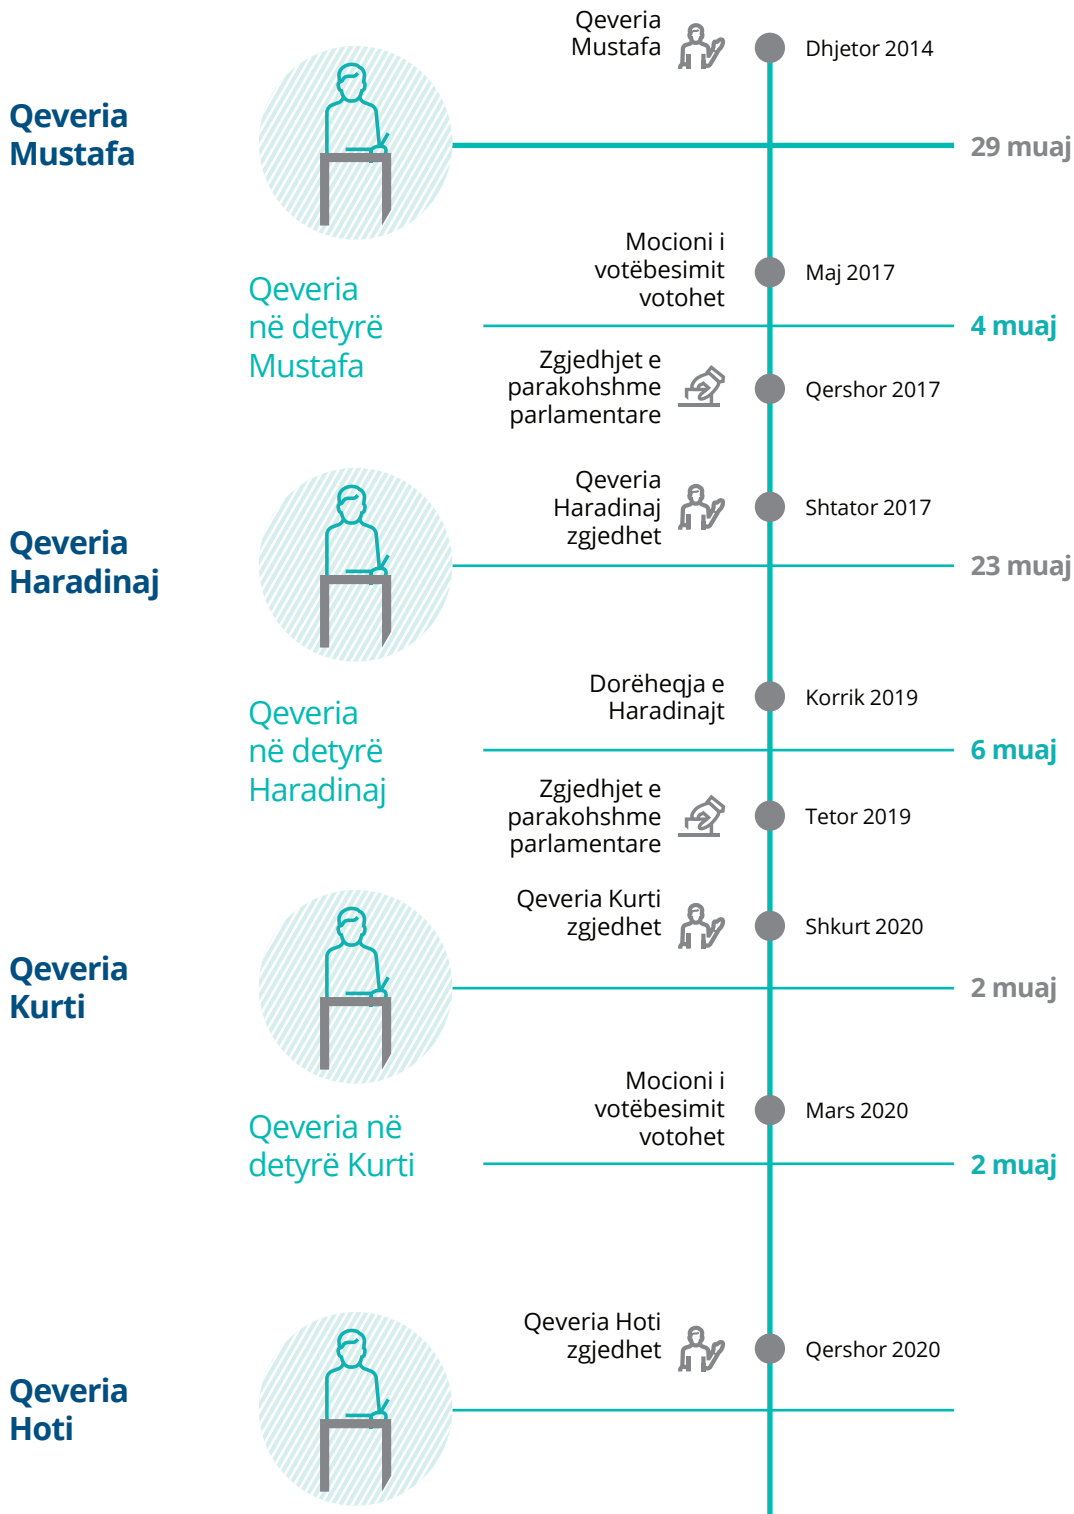 Qeveria
Mustafa
Dhjetor 2014
Qeveria
Mustafa
29 muaj
Mocioni i
votëbesimit
votohet
Maj 2017
Qeveria
në detyrë
Mustafa
4 muaj
Zgjedhjet e
parakohshme
parlamentare
Qershor 2017
Qeveria
Haradinaj
zgjedhet
Shtator 2017
Qeveria
Haradinaj
23 muaj
Dorëheqja e
Haradinajt
Korrik 2019
Qeveria
në detyrë
Haradinaj
6 muaj
Zgjedhjet e
parakohshme
parlamentare
Tetor 2019
Qeveria Kurti
zgjedhet
Shkurt 2020
Qeveria
Kurti
2 muaj
Mocioni i
votëbesimit
votohet
Mars 2020
Qeveria në
detyrë Kurti
2 muaj
Qeveria Hoti
zgjedhet
Qershor 2020
Qeveria
Hoti